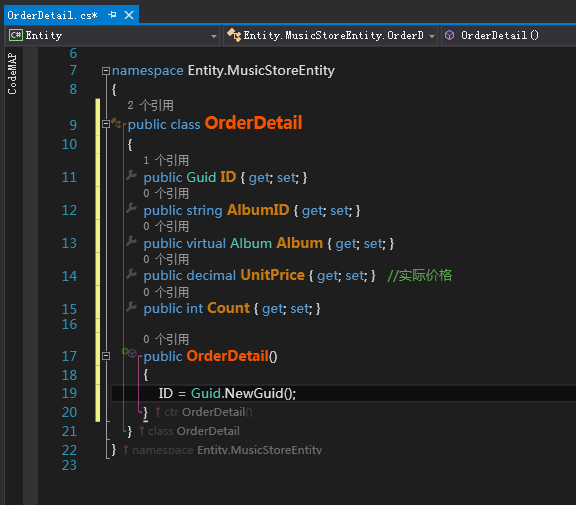 OrderDetail.cs*
C# Entity Entity.MusicStoreEntity.OrderD OrderDetail()
CodeMAP
6
7 namespace Entity.MusicStoreEntity
8 {
2 个引用
9 public class OrderDetail
10 {
1 个引用
11 public Guid ID { get; set; }
0 个引用
12 public string AlbumID { get; set; }
0 个引用
13 public virtual Album Album { get; set; }
0 个引用
14 public decimal UnitPrice { get; set; } //实际价格
0 个引用
15 public int Count { get; set; }
16
0 个引用
17 public OrderDetail()
18 {
19 ID = Guid.NewGuid();
20 } ↑ ctr OrderDetail()
21 } ↑ class OrderDetail
22 } ↑ namespace Entity.MusicStoreEntity
23